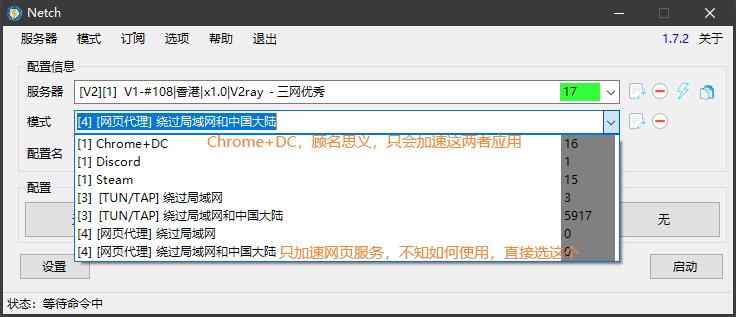 Netch
服务器 模式 订阅 选项 帮助 退出 1.7.2 关于
配置信息
服务器 [V2][1] V1-#108|香港|x1.0|V2ray - 三网优秀 17
模式 [4] [网页代理] 绕过局域网和中国大陆
配置名
[1] Chrome+DC 16
Chrome+DC，顾名思义，只会加速这两者应用
[1] Discord 1
[1] Steam 15
[3] [TUN/TAP] 绕过局域网 3
[3] [TUN/TAP] 绕过局域网和中国大陆 5917
[4] [网页代理] 绕过局域网 0
[4] [网页代理] 绕过局域网和中国大陆
只加速网页服务，不知如何使用，直接选这个
配置
无
设置 启动
状态：等待命令中